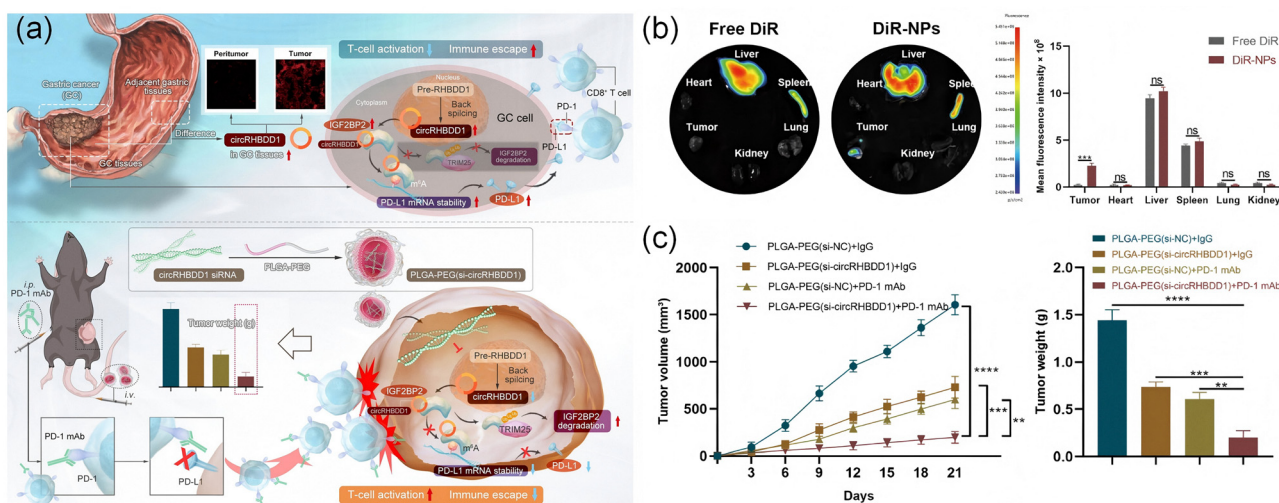 (a)
Gastric cancer
(GC)
Adjacent gastric
tissues
GC tissues
Peritumor
Tumor
Difference
circRHBDD1
in GC tissues
T-cell activation
Immune escape
Nucleus
Pre-RHBDD1
Back
splicing
circRHBDD1
Cytoplasm
GC cell
IGF2BP2
circRHBDD1
TRIM25
IGF2BP2
degradation
m⁶A
PD-L1 mRNA stability
PD-L1
PD-1
PD-L1
CD8⁺ T cell
circRHBDD1 siRNA
PLGA-PEG
PLGA-PEG(si-circRHBDD1)
i.p.
PD-1 mAb
i.v.
Tumor weight (g)
PD-1 mAb
PD-1
PD-L1
Pre-RHBDD1
Back
splicing
circRHBDD1
IGF2BP2
circRHBDD1
TRIM25
IGF2BP2
degradation
m⁶A
PD-L1 mRNA stability
PD-L1
T-cell activation
Immune escape
(b)
Free DiR
DiR-NPs
Liver
Heart
Spleen
Lung
Tumor
Kidney
Liver
Heart
Spleen
Lung
Tumor
Kidney
Fluorescence
Mean fluorescence intensity × 10⁸
15
10
5
0
Free DiR
DiR-NPs
***
ns
ns
ns
ns
ns
Tumor
Heart
Liver
Spleen
Lung
Kidney
(c)
PLGA-PEG(si-NC)+IgG
PLGA-PEG(si-circRHBDD1)+IgG
PLGA-PEG(si-NC)+PD-1 mAb
PLGA-PEG(si-circRHBDD1)+PD-1 mAb
Tumor volume (mm³)
2000
1500
1000
500
0
3
6
9
12
15
18
21
Days
****
***
**
PLGA-PEG(si-NC)+IgG
PLGA-PEG(si-circRHBDD1)+IgG
PLGA-PEG(si-NC)+PD-1 mAb
PLGA-PEG(si-circRHBDD1)+PD-1 mAb
Tumor weight (g)
2.0
1.5
1.0
0.5
0.0
****
***
**